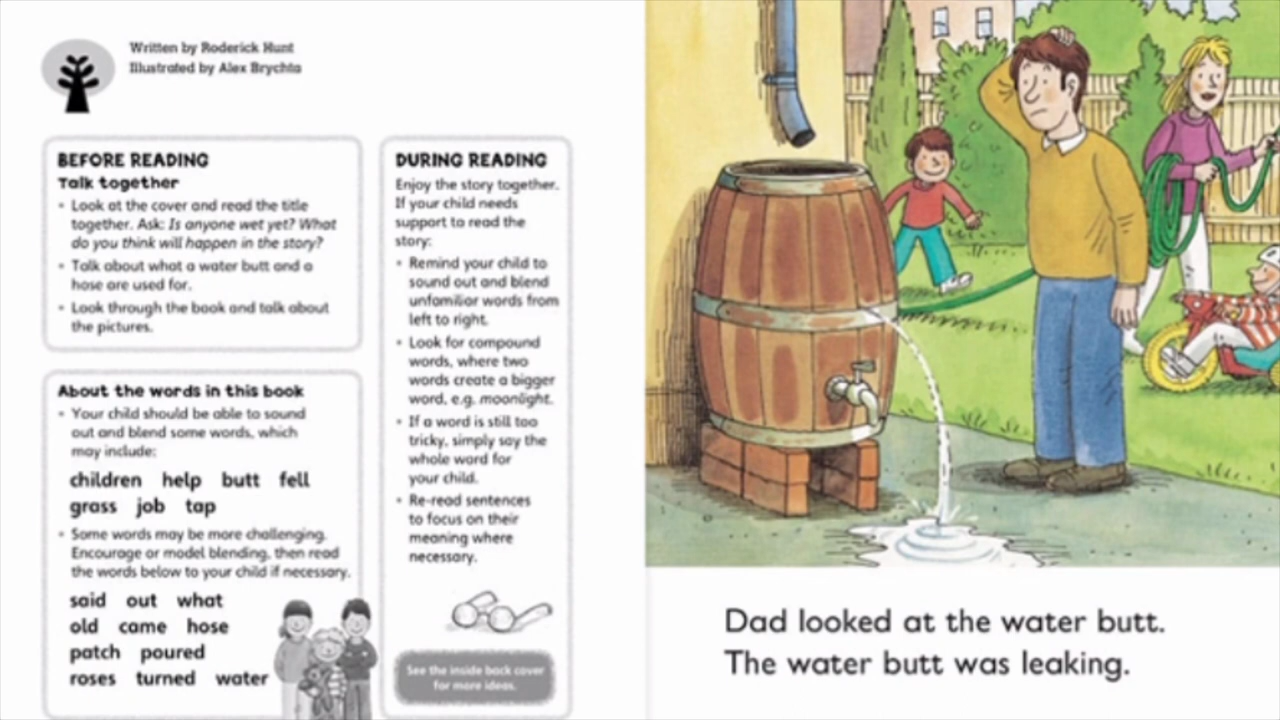 Written by Roderick Hunt
Illustrated by Alex Brychta
BEFORE READING
Talk together
• Look at the cover and read the title
together. Ask: Is anyone wet yet? What
do you think will happen in the story?
• Talk about what a water butt and a
hose are used for.
• Look through the book and talk about
the pictures.
About the words in this book
• Your child should be able to sound
out and blend some words, which
may include:
children help butt fell
grass job tap
• Some words may be more challenging.
Encourage or model blending, then read
the words below to your child if necessary.
said out what
old came hose
patch poured
roses turned water
DURING READING
Enjoy the story together.
If your child needs
support to read the
story:
• Remind your child to
sound out and blend
unfamiliar words from
left to right.
• Look for compound
words, where two
words create a bigger
word, e.g. moonlight.
• If a word is still too
tricky, simply say the
whole word for
your child.
• Re-read sentences
to focus on their
meaning where
necessary.
See the inside back cover
for more ideas.
Dad looked at the water butt.
The water butt was leaking.